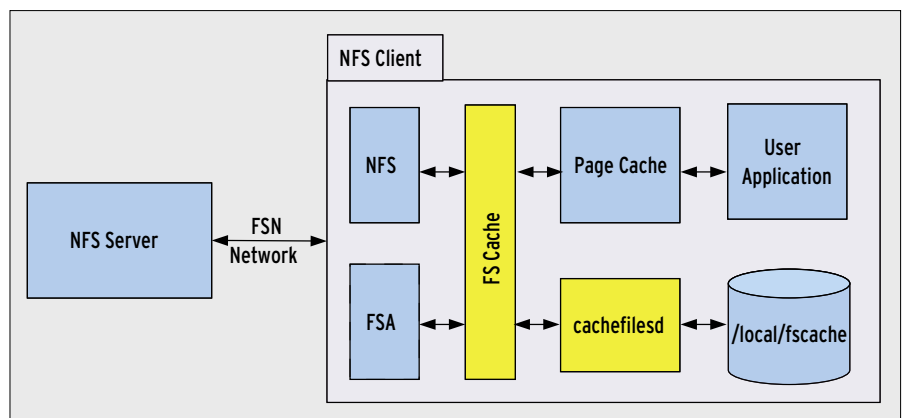 NFS Client
NFS
Page Cache
User
Application
NFS Server
FSN
Network
FS Cache
FSA
cachefilesd
/local/fscache